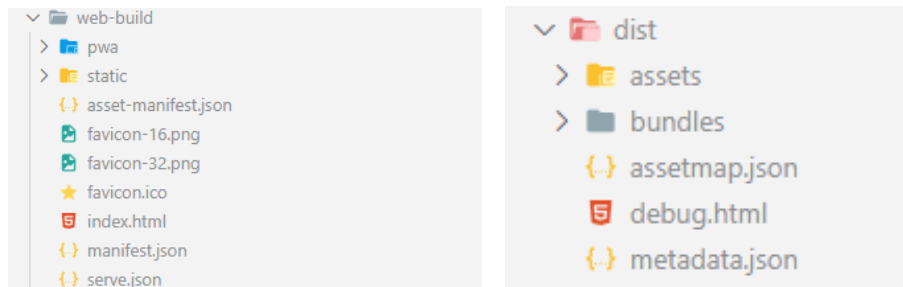 web-build
pwa
static
asset-manifest.json
favicon-16.png
favicon-32.png
favicon.ico
index.html
manifest.json
serve.json
dist
assets
bundles
assetmap.json
debug.html
metadata.json